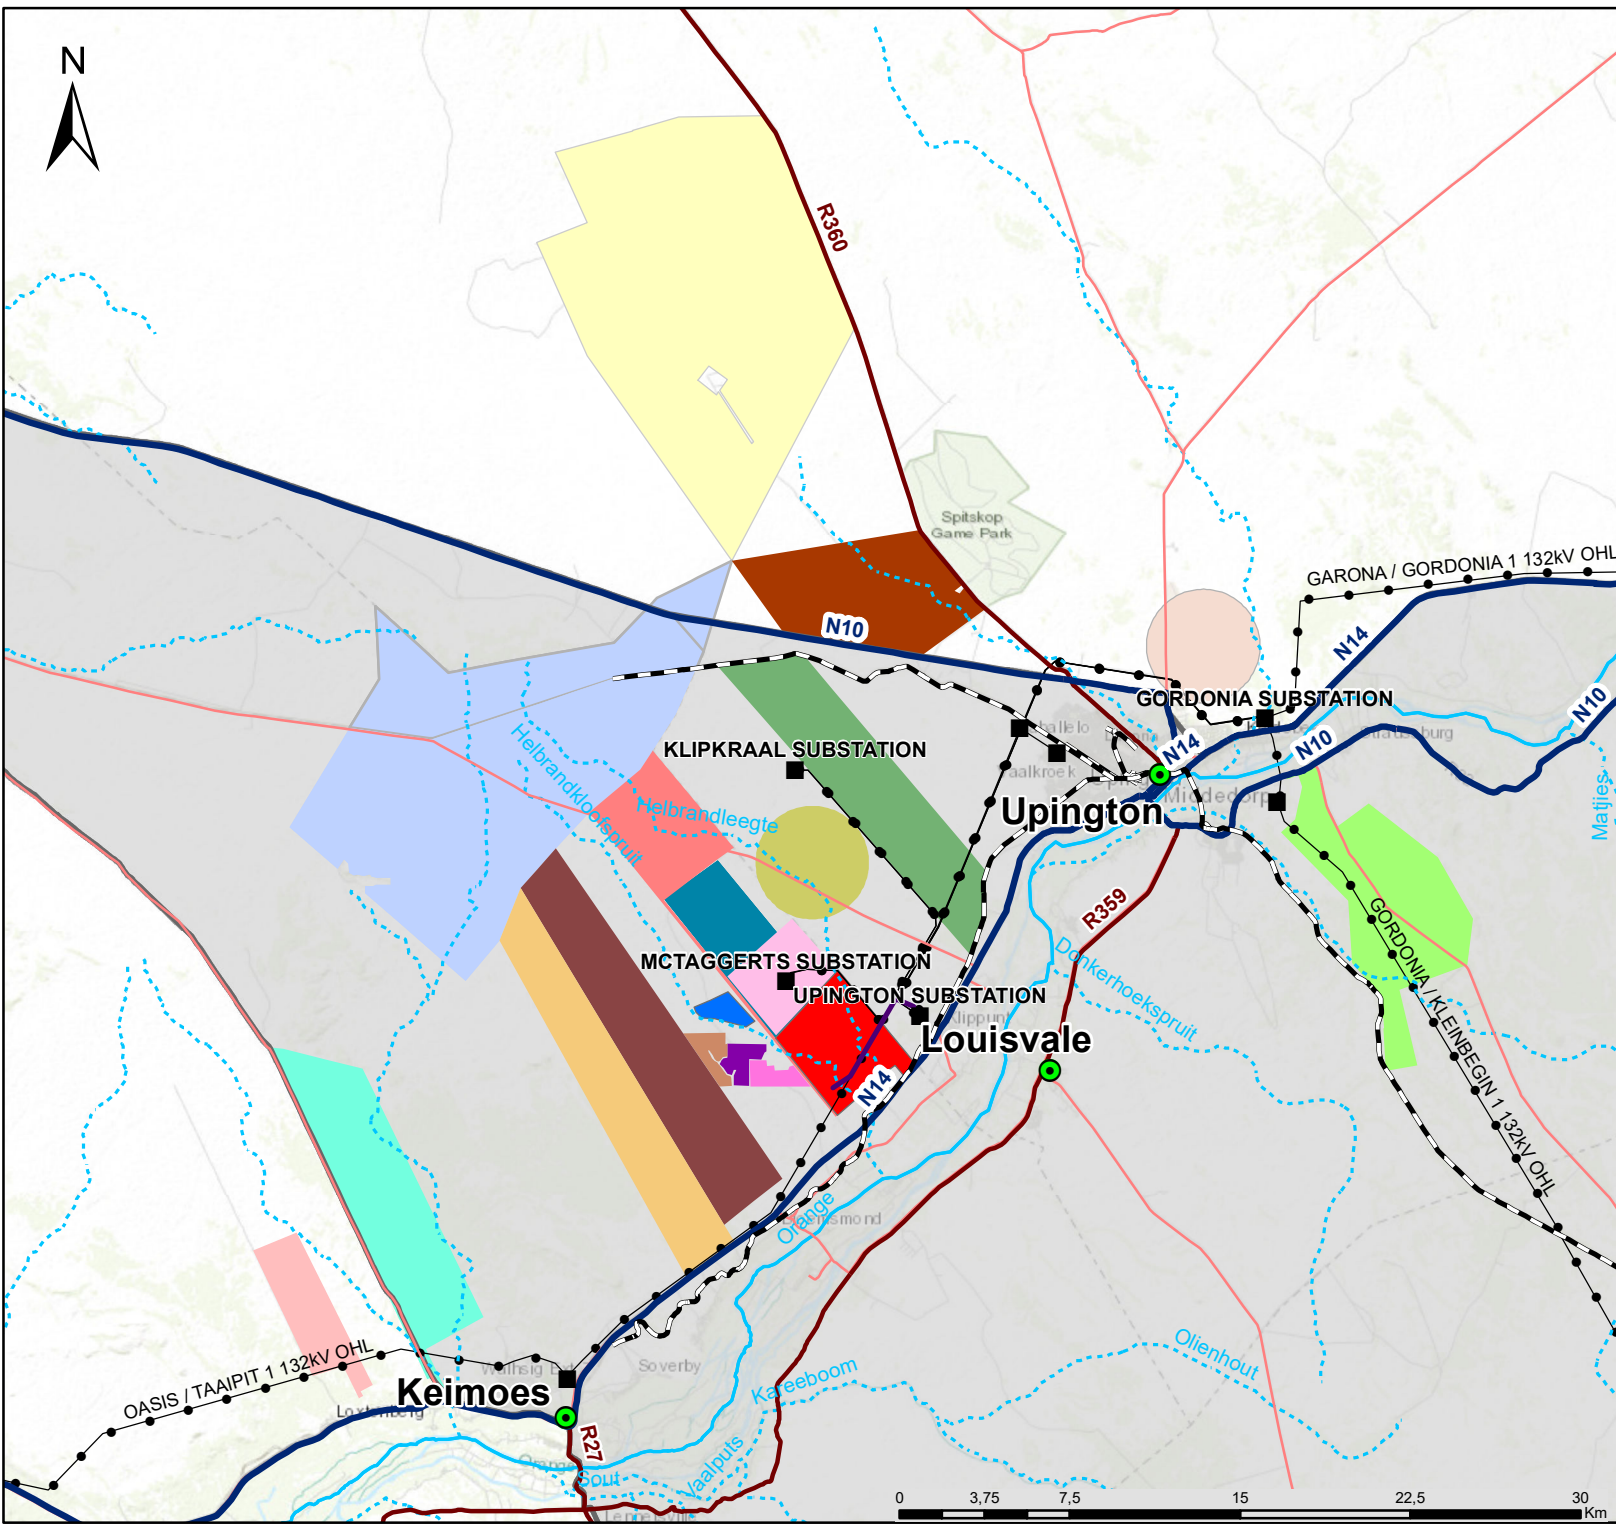 N
R360
Spitskop
Game Park
GARONA / GORDONIA 1 132kV OHL
N10
N14
GORDONIA SUBSTATION
N10
N14
N10
KLIPKRAAL SUBSTATION
Helbrandkloofspruit
Helbrandleegte
Upington
Matjies
R359
GORDONIA / KLEINBEGIN 1 132kV OHL
Donkerhoekspruit
MCTAGGERTS SUBSTATION
UPINGTON SUBSTATION
Klippunt
Louisvale
N14
Orange
Soverby
Kareeboom
Olienhout
OASIS / TAAIPIT 1 132kV OHL
Keimoes
R27
Sout
Vaalputs
0 3,75 7,5 15 22,5 30
Km